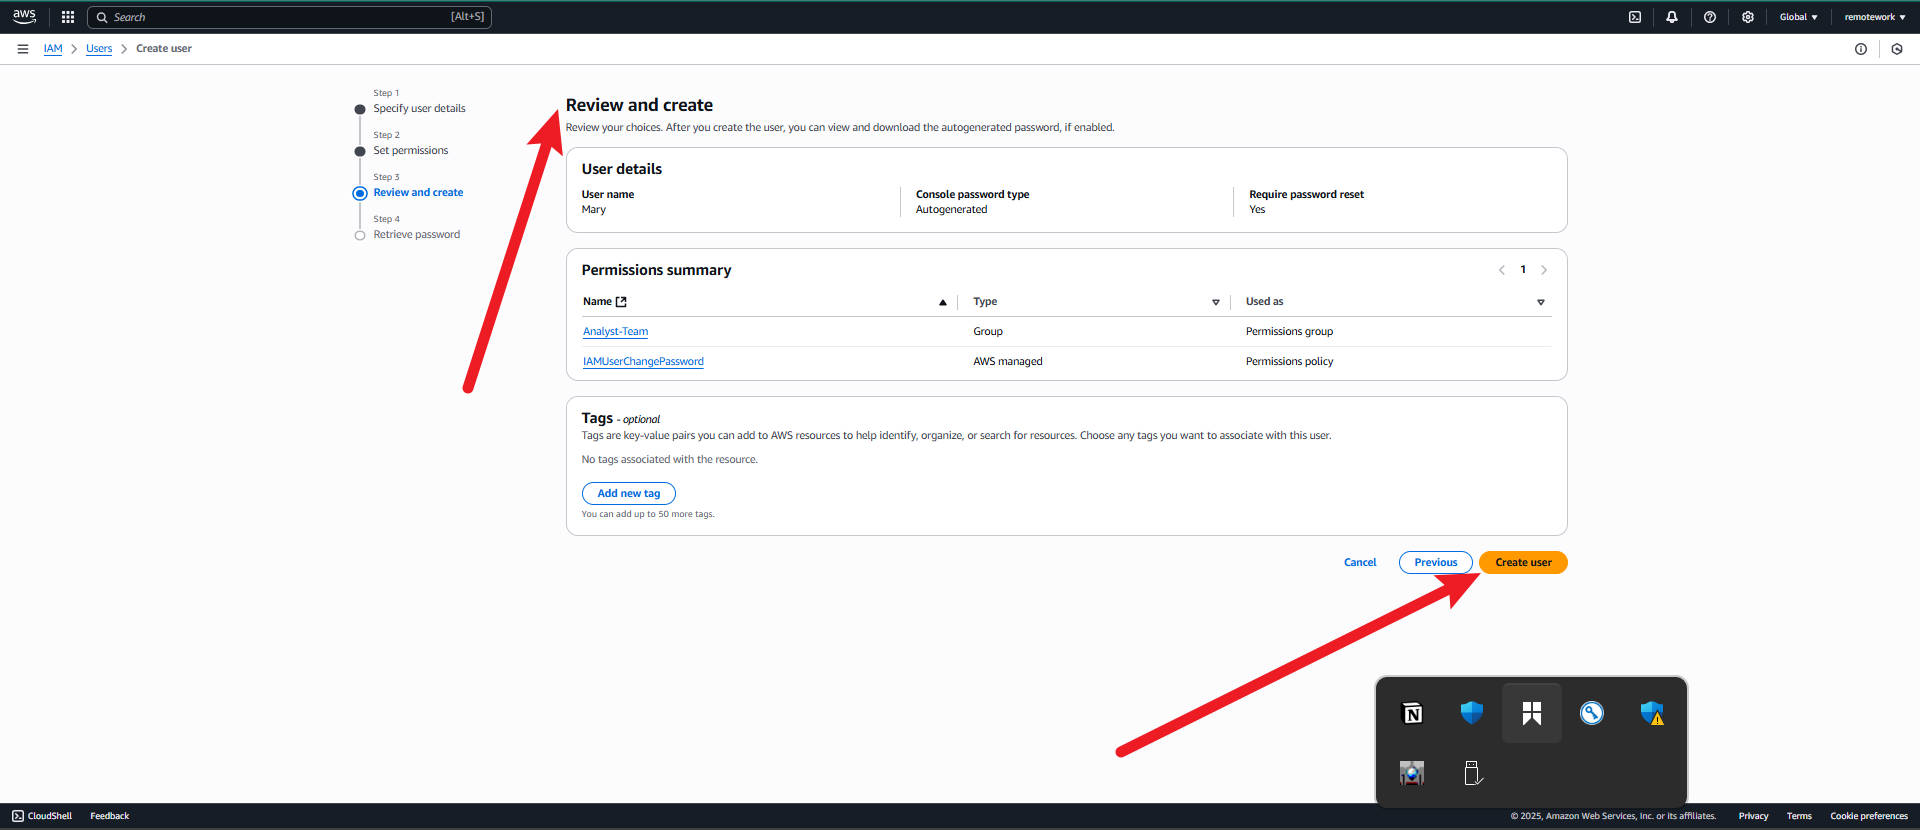 aws
Search
[Alt+S]
Global
remotework
IAM
Users
Create user
Step 1
Specify user details
Step 2
Set permissions
Step 3
Review and create
Step 4
Retrieve password
Review and create
Review your choices. After you create the user, you can view and download the autogenerated password, if enabled.
User details
User name
Mary
Console password type
Autogenerated
Require password reset
Yes
Permissions summary
1
Name
Type
Used as
Analyst-Team
Group
Permissions group
IAMUserChangePassword
AWS managed
Permissions policy
Tags - optional
Tags are key-value pairs you can add to AWS resources to help identify, organize, or search for resources. Choose any tags you want to associate with this user.
No tags associated with the resource.
Add new tag
You can add up to 50 more tags.
Cancel
Previous
Create user
N
CloudShell
Feedback
© 2025, Amazon Web Services, Inc. or its affiliates.
Privacy
Terms
Cookie preferences